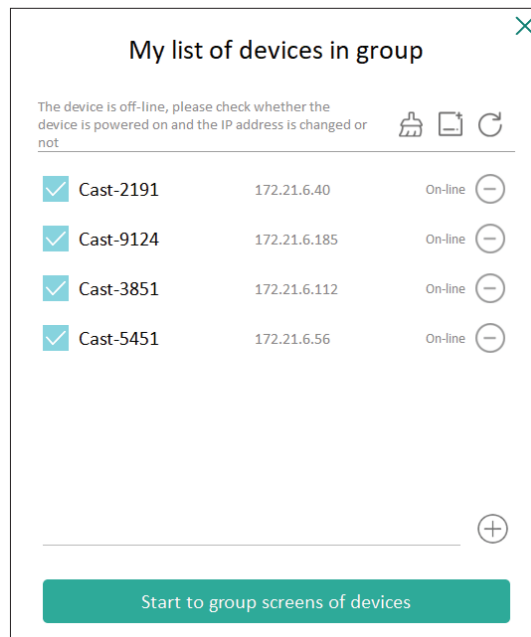 My list of devices in group
The device is off-line, please check whether the
device is powered on and the IP address is changed or
not
Cast-2191 172.21.6.40 On-line
Cast-9124 172.21.6.185 On-line
Cast-3851 172.21.6.112 On-line
Cast-5451 172.21.6.56 On-line
Start to group screens of devices